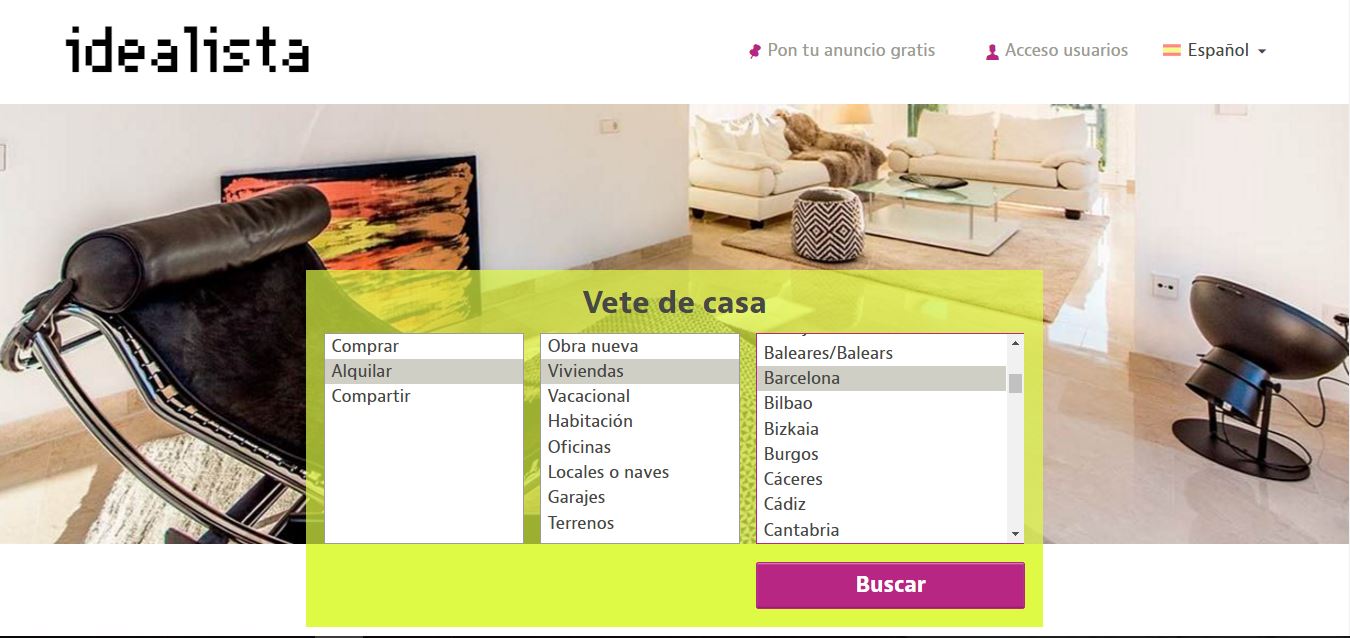 idealista
Pon tu anuncio gratis
Acceso usuarios
Español
Vete de casa
Comprar
Alquilar
Compartir
Obra nueva
Viviendas
Vacacional
Habitación
Oficinas
Locales o naves
Garajes
Terrenos
Baleares/Balears
Barcelona
Bilbao
Bizkaia
Burgos
Cáceres
Cádiz
Cantabria
Buscar